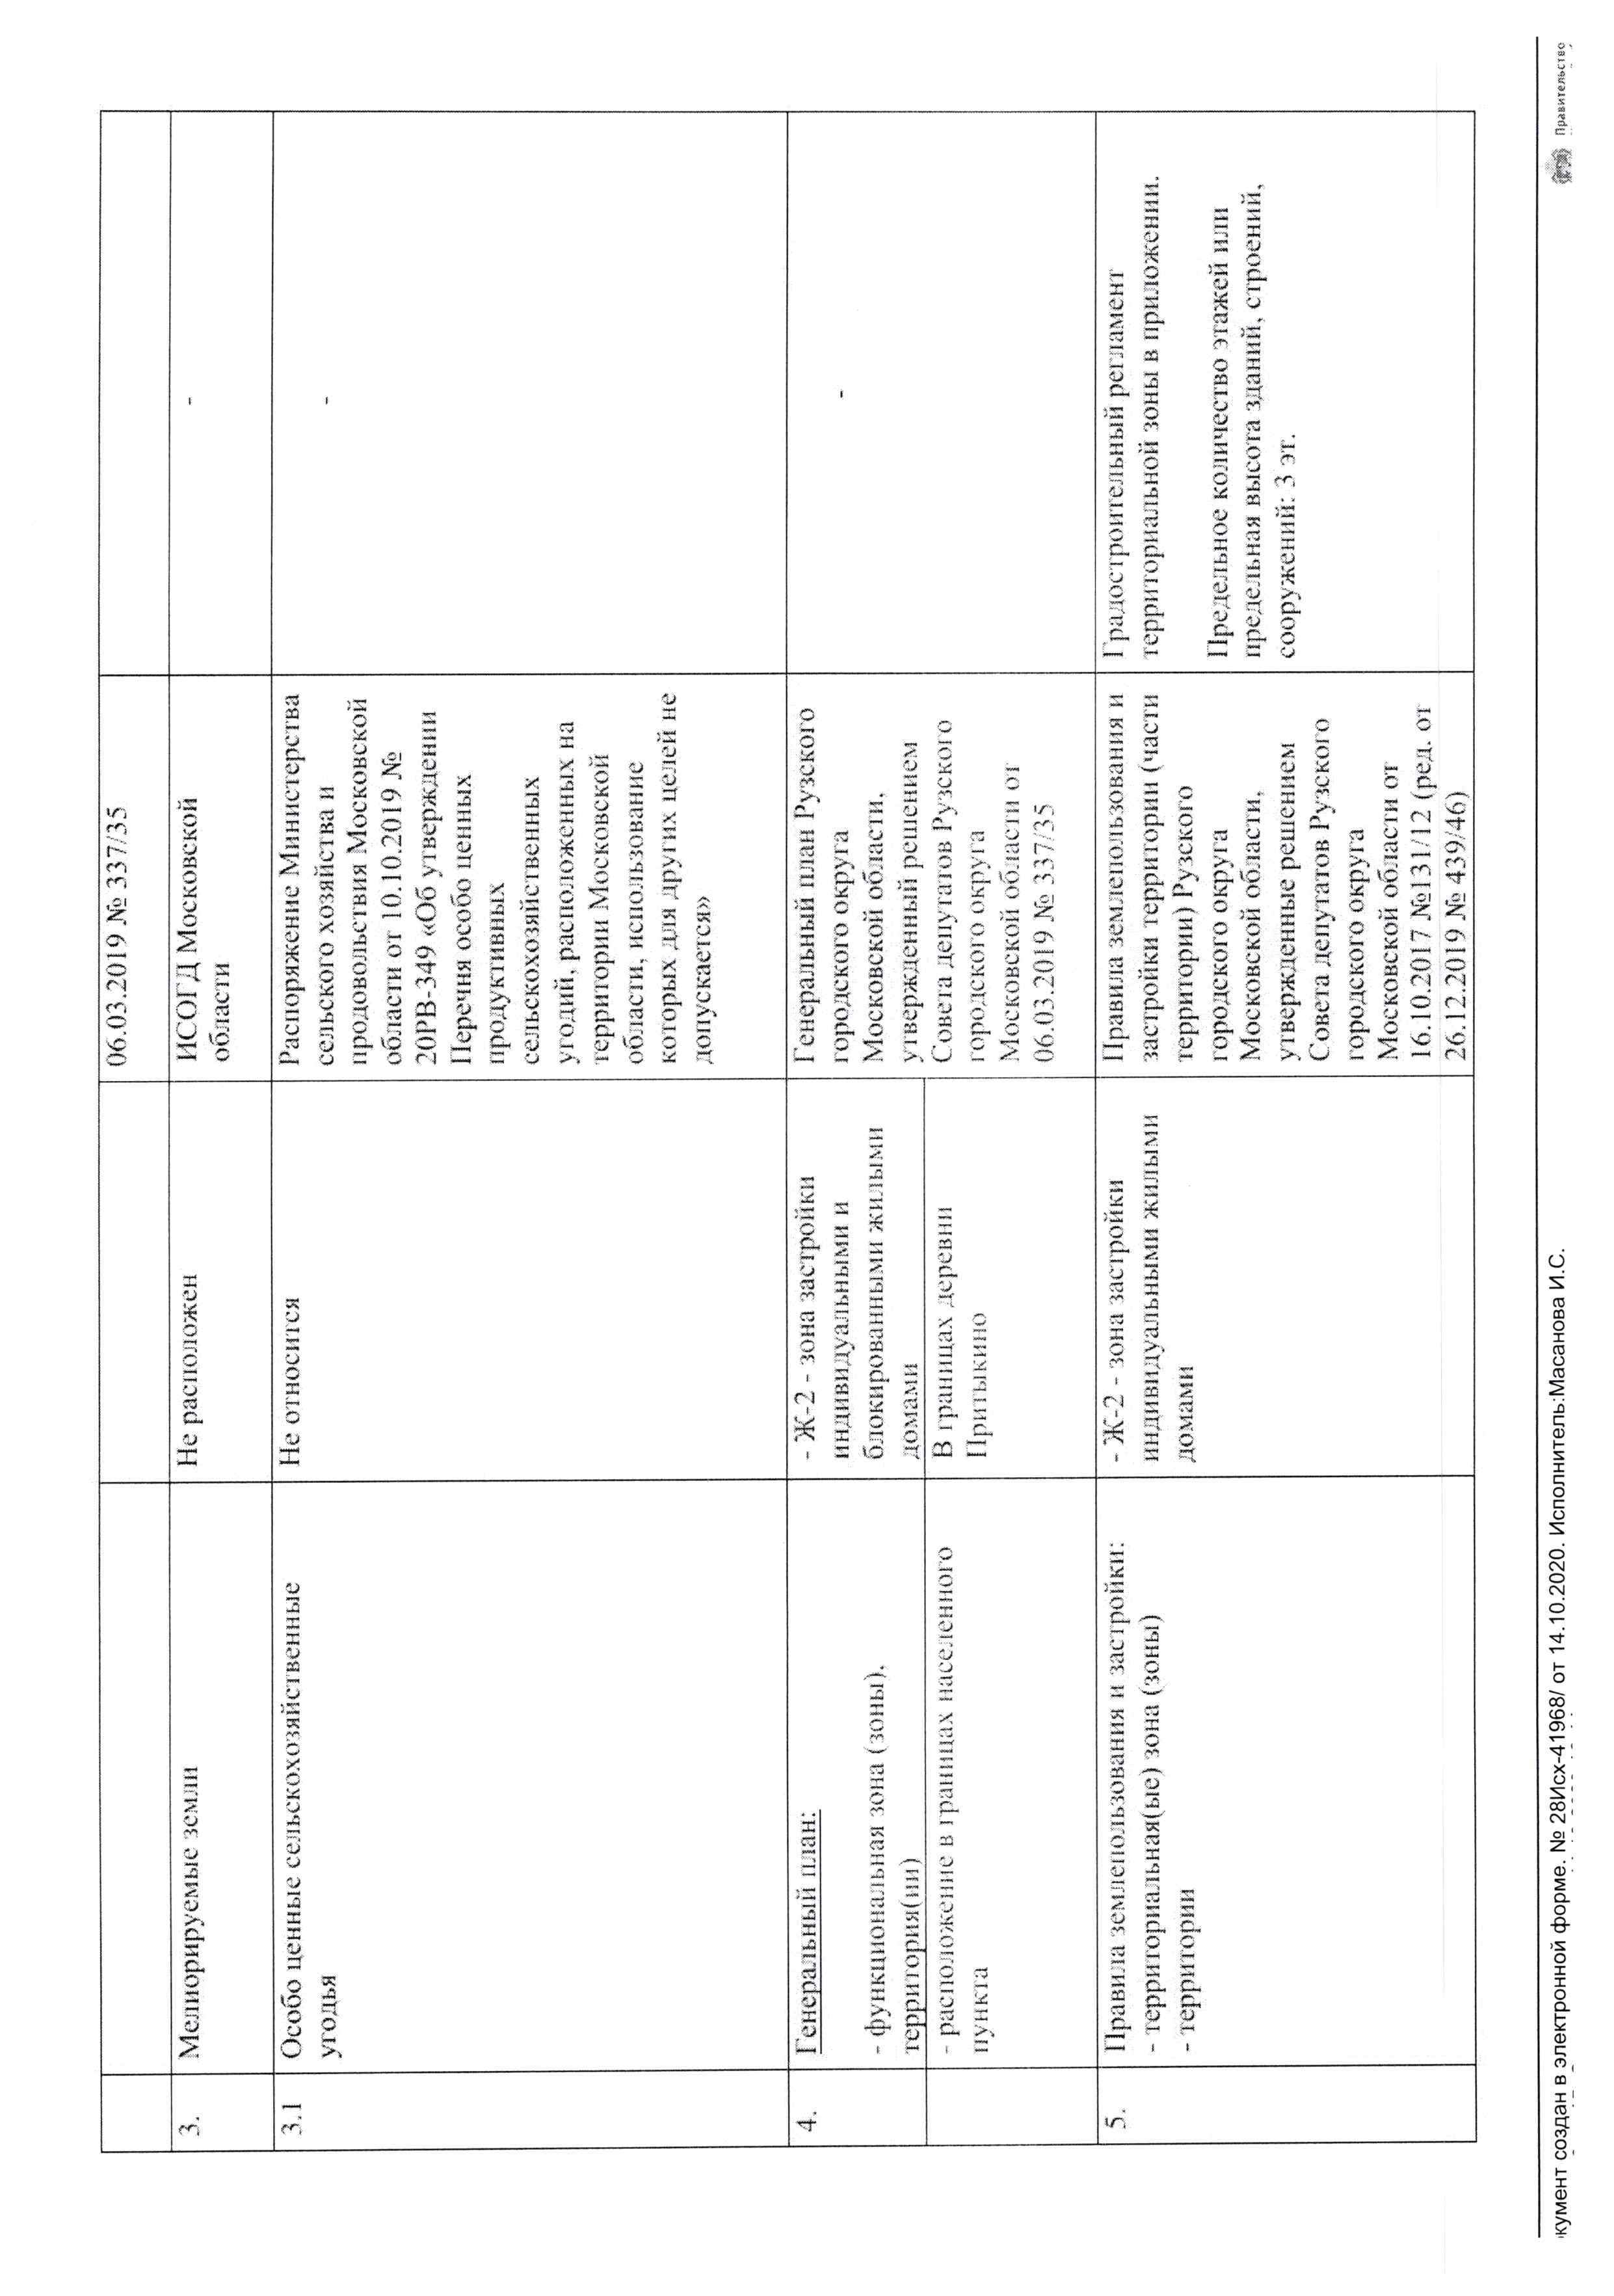 06.03.2019 № 337/35
3.
Мелиорируемые земли
Не расположен
ИСОГД Московской
области
-
3.1
Особо ценные сельскохозяйственные
угодья
Не относится
Распоряжение Министерства
сельского хозяйства и
продовольствия Московской
области от 10.10.2019 №
20РВ-349 «Об утверждении
Перечня особо ценных
продуктивных
сельскохозяйственных
угодий, расположенных на
территории Московской
области, использование
которых для других целей не
допускается»
-
4.
Генеральный план:
- функциональная зона (зоны),
территория(ии)
- Ж-2 - зона застройки
индивидуальными и
блокированными жилыми
домами
- расположение в границах населенного
пункта
В границах деревни
Притыкино
Генеральный план Рузского
городского округа
Московской области,
утвержденный решением
Совета депутатов Рузского
городского округа
Московской области от
06.03.2019 № 337/35
-
5.
Правила землепользования и застройки:
- территориальная(ые) зона (зоны)
- территории
- Ж-2 - зона застройки
индивидуальными жилыми
домами
Правила землепользования и
застройки территории (части
территории) Рузского
городского округа
Московской области,
утвержденные решением
Совета депутатов Рузского
городского округа
Московской области от
16.10.2017 №131/12 (ред. от
26.12.2019 № 439/46)
Градостроительный регламент
территориальной зоны в приложении.
Предельное количество этажей или
предельная высота зданий, строений,
сооружений: 3 эт.
кумент создан в электронной форме. № 28Исх-41968/ от 14.10.2020. Исполнитель:Масанова И.С.
Правительство